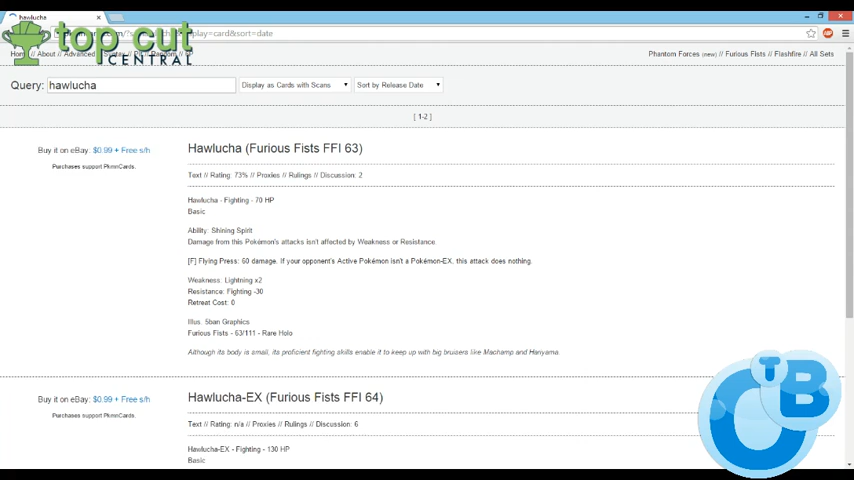 hawlucha
top cut
CENTRAL
play=card&sort=date
Phantom Forces (new) // Furious Fists // Flashfire // All Sets
Query: hawlucha
Display as Cards with Scans
Sort by Release Date
[ 1-2 ]
Buy it on eBay: $0.99 + Free s/h
Purchases support PkmnCards.
Hawlucha (Furious Fists FFI 63)
Text // Rating: 73% // Proxies // Rulings // Discussion: 2
Hawlucha - Fighting - 70 HP
Basic
Ability: Shining Spirit
Damage from this Pokémon's attacks isn't affected by Weakness or Resistance.
[F] Flying Press: 60 damage. If your opponent's Active Pokémon isn't a Pokémon-EX, this attack does nothing.
Weakness: Lightning x2
Resistance: Fighting -30
Retreat Cost: 0
Illus. 5ban Graphics
Furious Fists - 63/111 - Rare Holo
Although its body is small, its proficient fighting skills enable it to keep up with big bruisers like Machamp and Hariyama.
Buy it on eBay: $0.99 + Free s/h
Purchases support PkmnCards.
Hawlucha-EX (Furious Fists FFI 64)
Text // Rating: n/a // Proxies // Rulings // Discussion: 6
Hawlucha-EX - Fighting - 130 HP
Basic